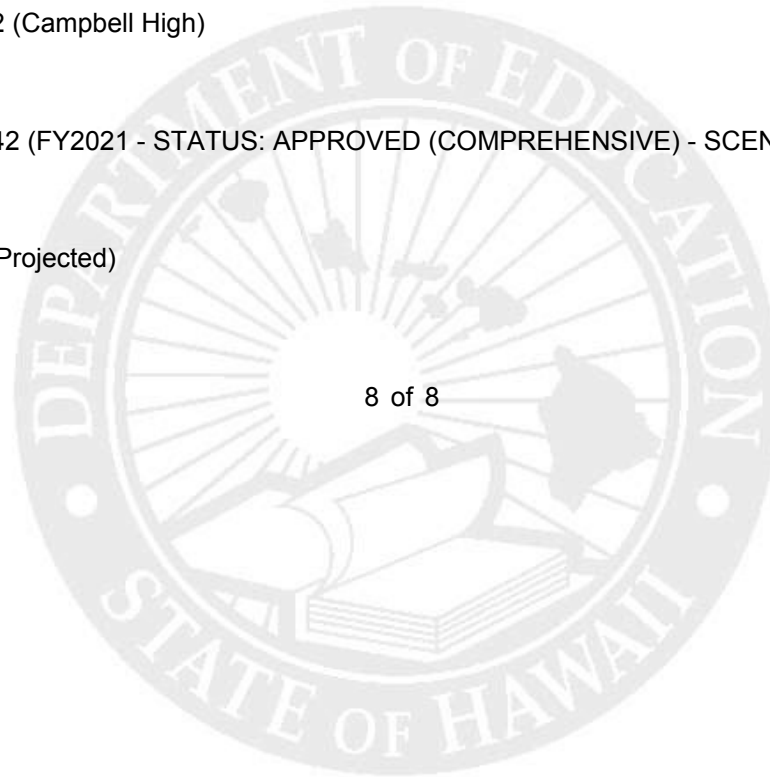 2 (Campbell High)
42 (FY2021 - STATUS: APPROVED (COMPREHENSIVE) - SCEN
Projected)
8 of 8
DEPARTMENT OF EDUCATION
STATE OF HAWAII